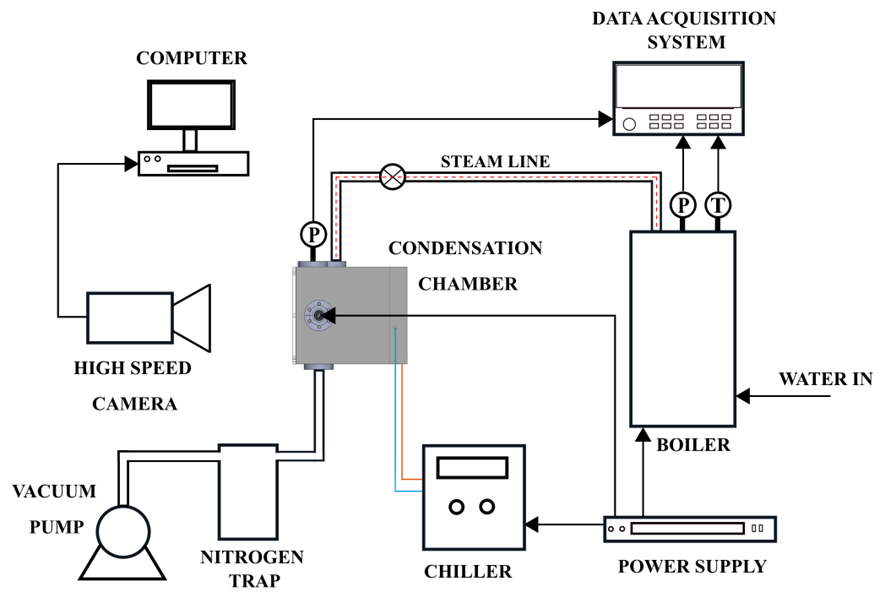 DATA ACQUISITION
SYSTEM
COMPUTER
STEAM LINE
P
T
P
CONDENSATION
CHAMBER
HIGH SPEED
CAMERA
WATER IN
BOILER
VACUUM
PUMP
NITROGEN
TRAP
CHILLER
POWER SUPPLY